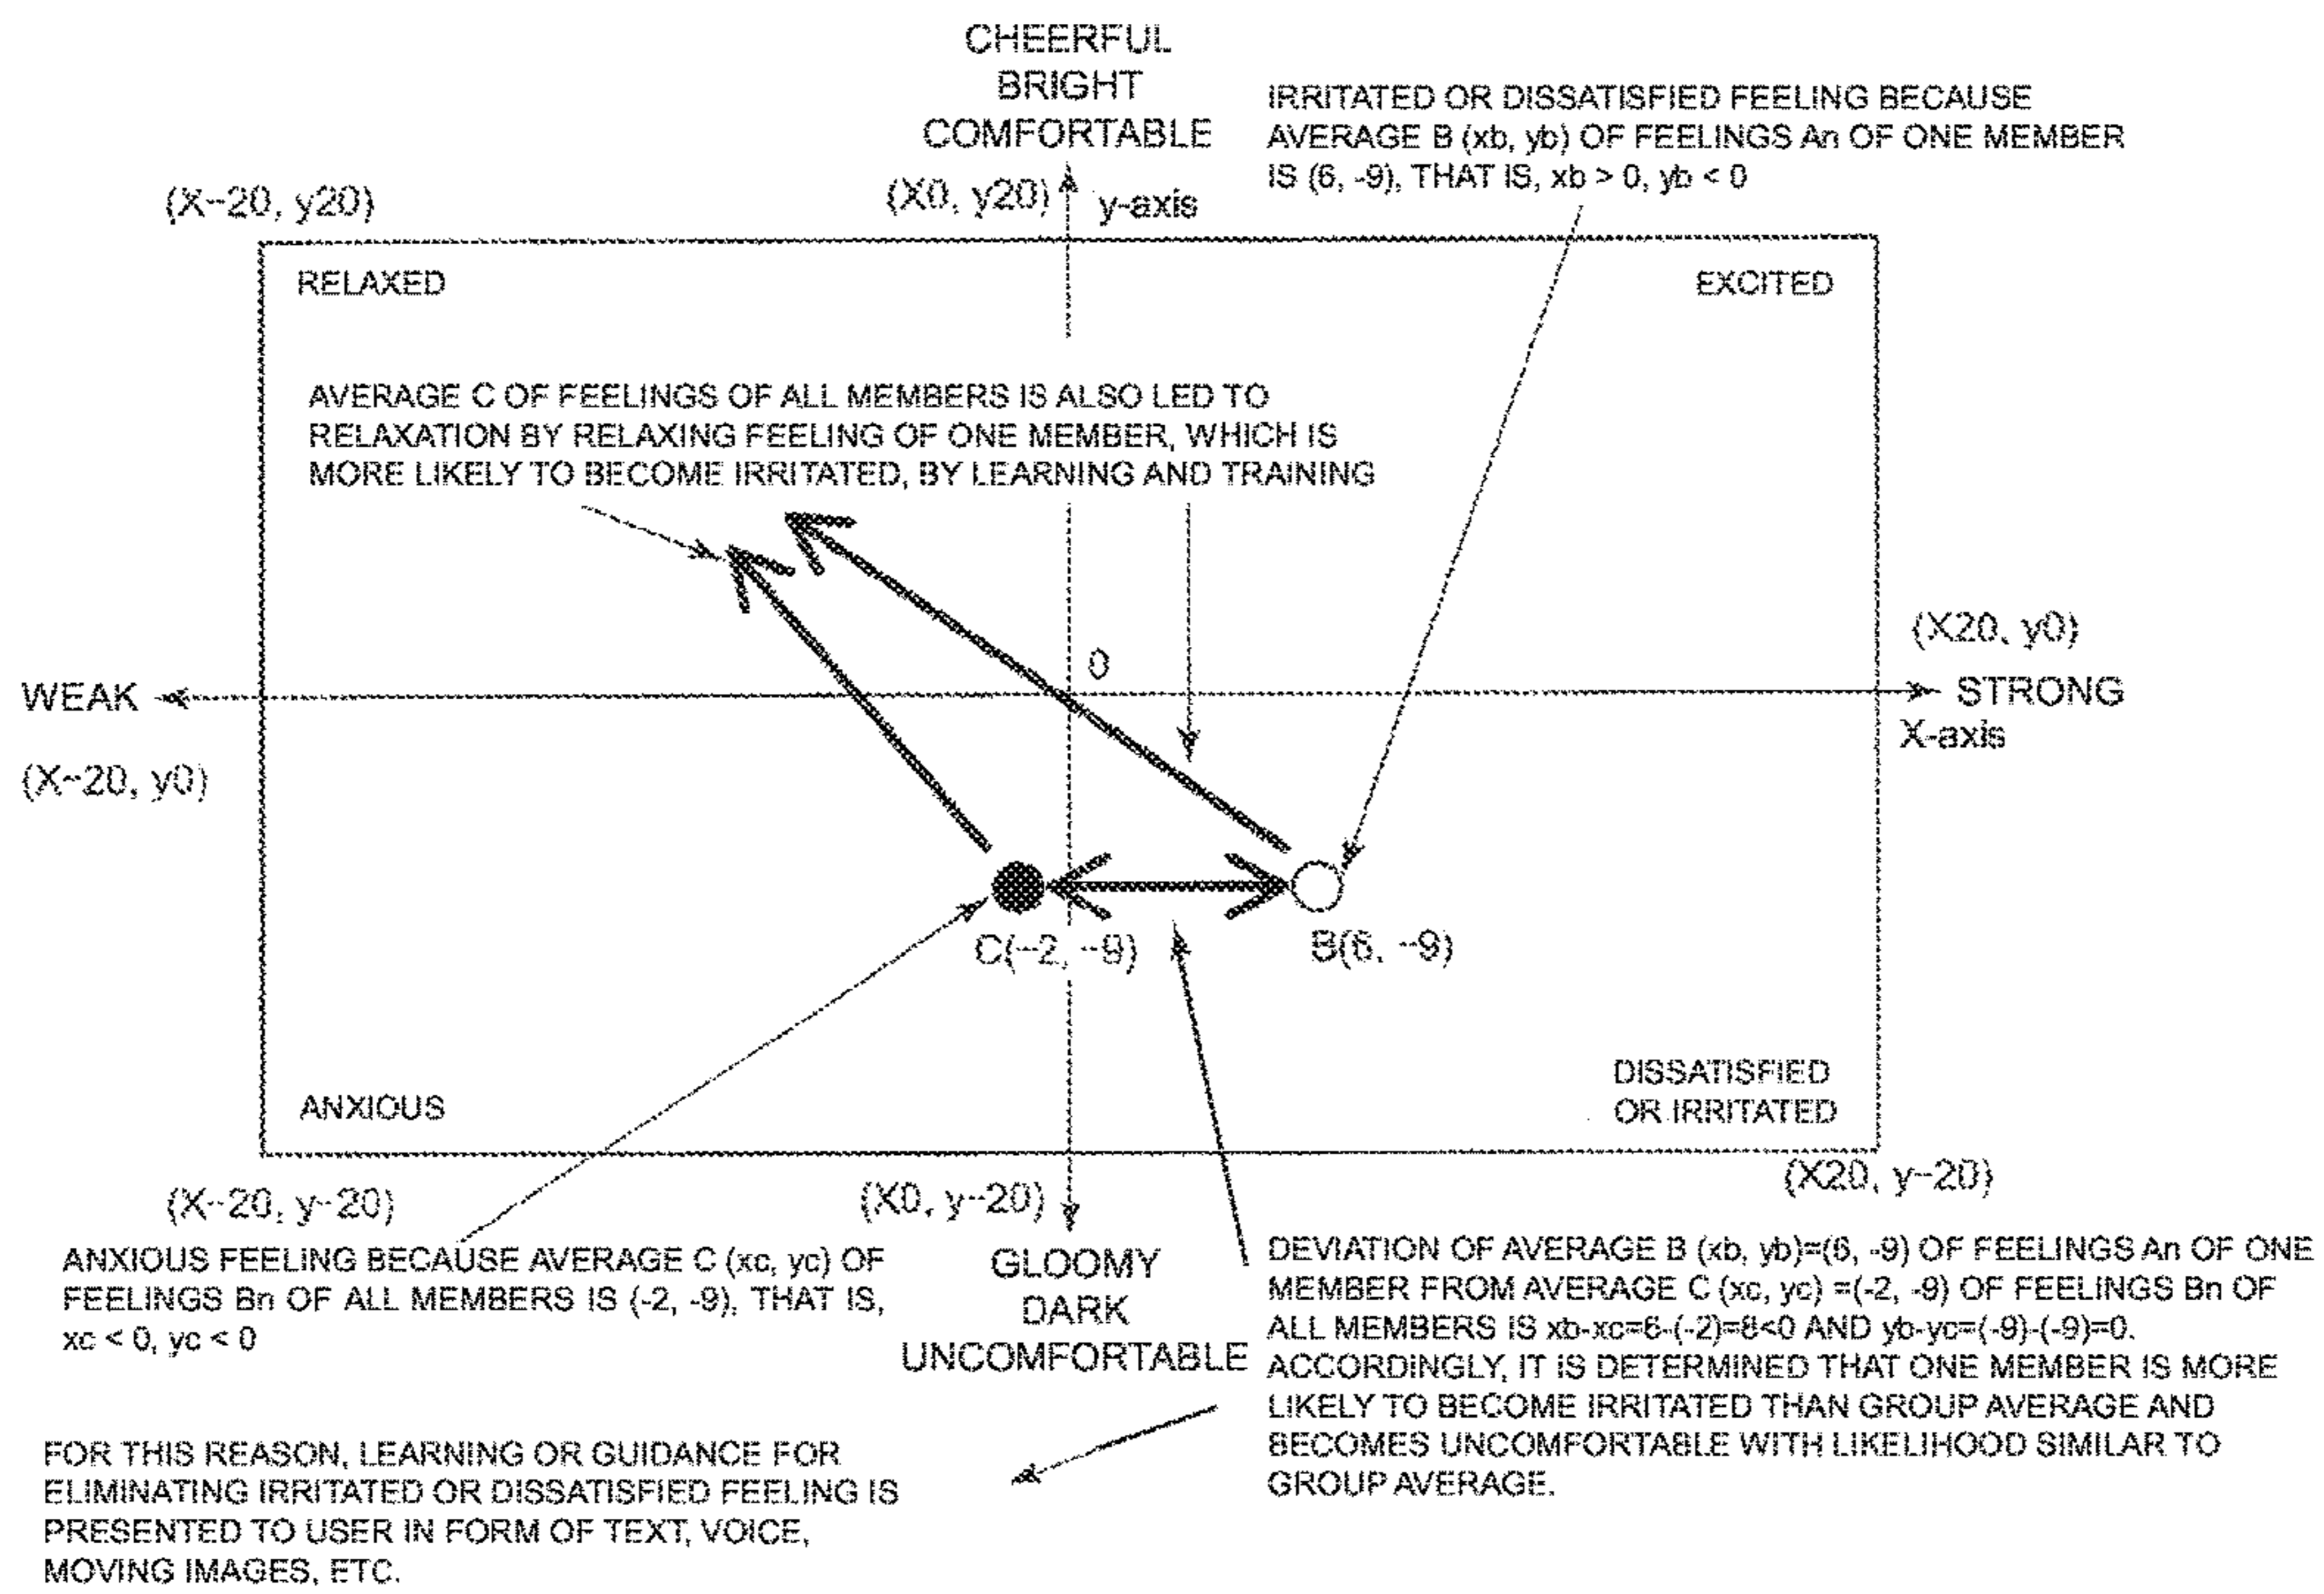 CHEERFUL
BRIGHT
COMFORTABLE
IRRITATED OR DISSATISFIED FEELING BECAUSE
AVERAGE B (xb, yb) OF FEELINGS An OF ONE MEMBER
IS (6, -9), THAT IS, xb > 0, yb < 0
(X-20, y20)
(X0, y20)
y-axis
RELAXED
EXCITED
AVERAGE C OF FEELINGS OF ALL MEMBERS IS ALSO LED TO
RELAXATION BY RELAXING FEELING OF ONE MEMBER, WHICH IS
MORE LIKELY TO BECOME IRRITATED, BY LEARNING AND TRAINING
0
(X20, y0)
WEAK
STRONG
X-axis
(X-20, y0)
C(-2, -9)
B(6, -9)
ANXIOUS
DISSATISFIED
OR IRRITATED
(X-20, y-20)
(X0, y-20)
(X20, y-20)
ANXIOUS FEELING BECAUSE AVERAGE C (xc, yc) OF
FEELINGS Bn OF ALL MEMBERS IS (-2, -9), THAT IS,
xc < 0, yc < 0
GLOOMY
DARK
UNCOMFORTABLE
DEVIATION OF AVERAGE B (xb, yb)=(6, -9) OF FEELINGS An OF ONE
MEMBER FROM AVERAGE C (xc, yc) =(-2, -9) OF FEELINGS Bn OF
ALL MEMBERS IS xb-xc=6-(-2)=8<0 AND yb-yc=(-9)-(-9)=0.
ACCORDINGLY, IT IS DETERMINED THAT ONE MEMBER IS MORE
LIKELY TO BECOME IRRITATED THAN GROUP AVERAGE AND
BECOMES UNCOMFORTABLE WITH LIKELIHOOD SIMILAR TO
GROUP AVERAGE.
FOR THIS REASON, LEARNING OR GUIDANCE FOR
ELIMINATING IRRITATED OR DISSATISFIED FEELING IS
PRESENTED TO USER IN FORM OF TEXT, VOICE,
MOVING IMAGES, ETC.